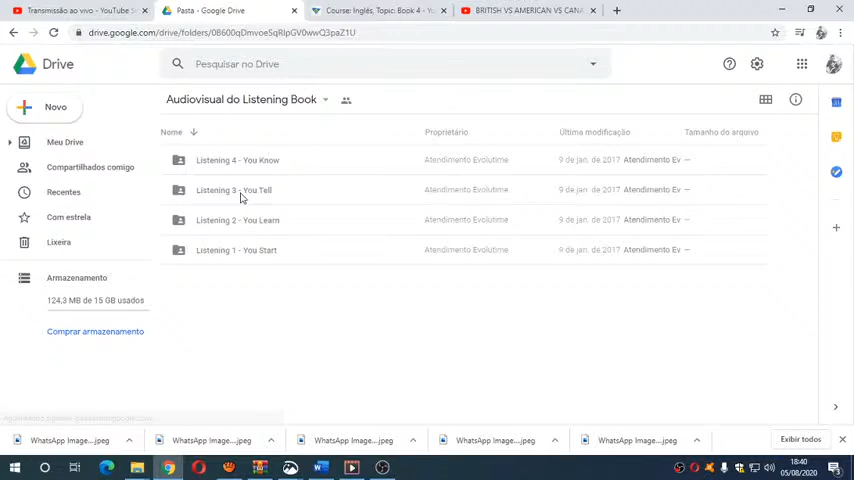 Transmissão ao vivo - YouTube S
Pasta - Google Drive
Course: Inglês, Topic: Book 4 - Yo
BRITISH VS AMERICAN VS CANA
drive.google.com/drive/folders/08600qDmvoeSqRlpGV0wwQ3paZ1U
Drive
Pesquisar no Drive
Novo
Audiovisual do Listening Book
Nome
Proprietário
Última modificação
Tamanho do arquivo
Meu Drive
Compartilhados comigo
Recentes
Com estrela
Lixeira
Armazenamento
124,3 MB de 15 GB usados
Comprar armazenamento
Listening 4 - You Know
Atendimento Evolutime
9 de jan. de 2017 Atendimento Ev —
Listening 3 - You Tell
Atendimento Evolutime
9 de jan. de 2017 Atendimento Ev —
Listening 2 - You Learn
Atendimento Evolutime
9 de jan. de 2017 Atendimento Ev —
Listening 1 - You Start
Atendimento Evolutime
9 de jan. de 2017 Atendimento Ev —
WhatsApp Image....jpeg
WhatsApp Image....jpeg
WhatsApp Image....jpeg
WhatsApp Image....jpeg
WhatsApp Image....jpeg
Exibir todos
18:40
05/08/2020
3